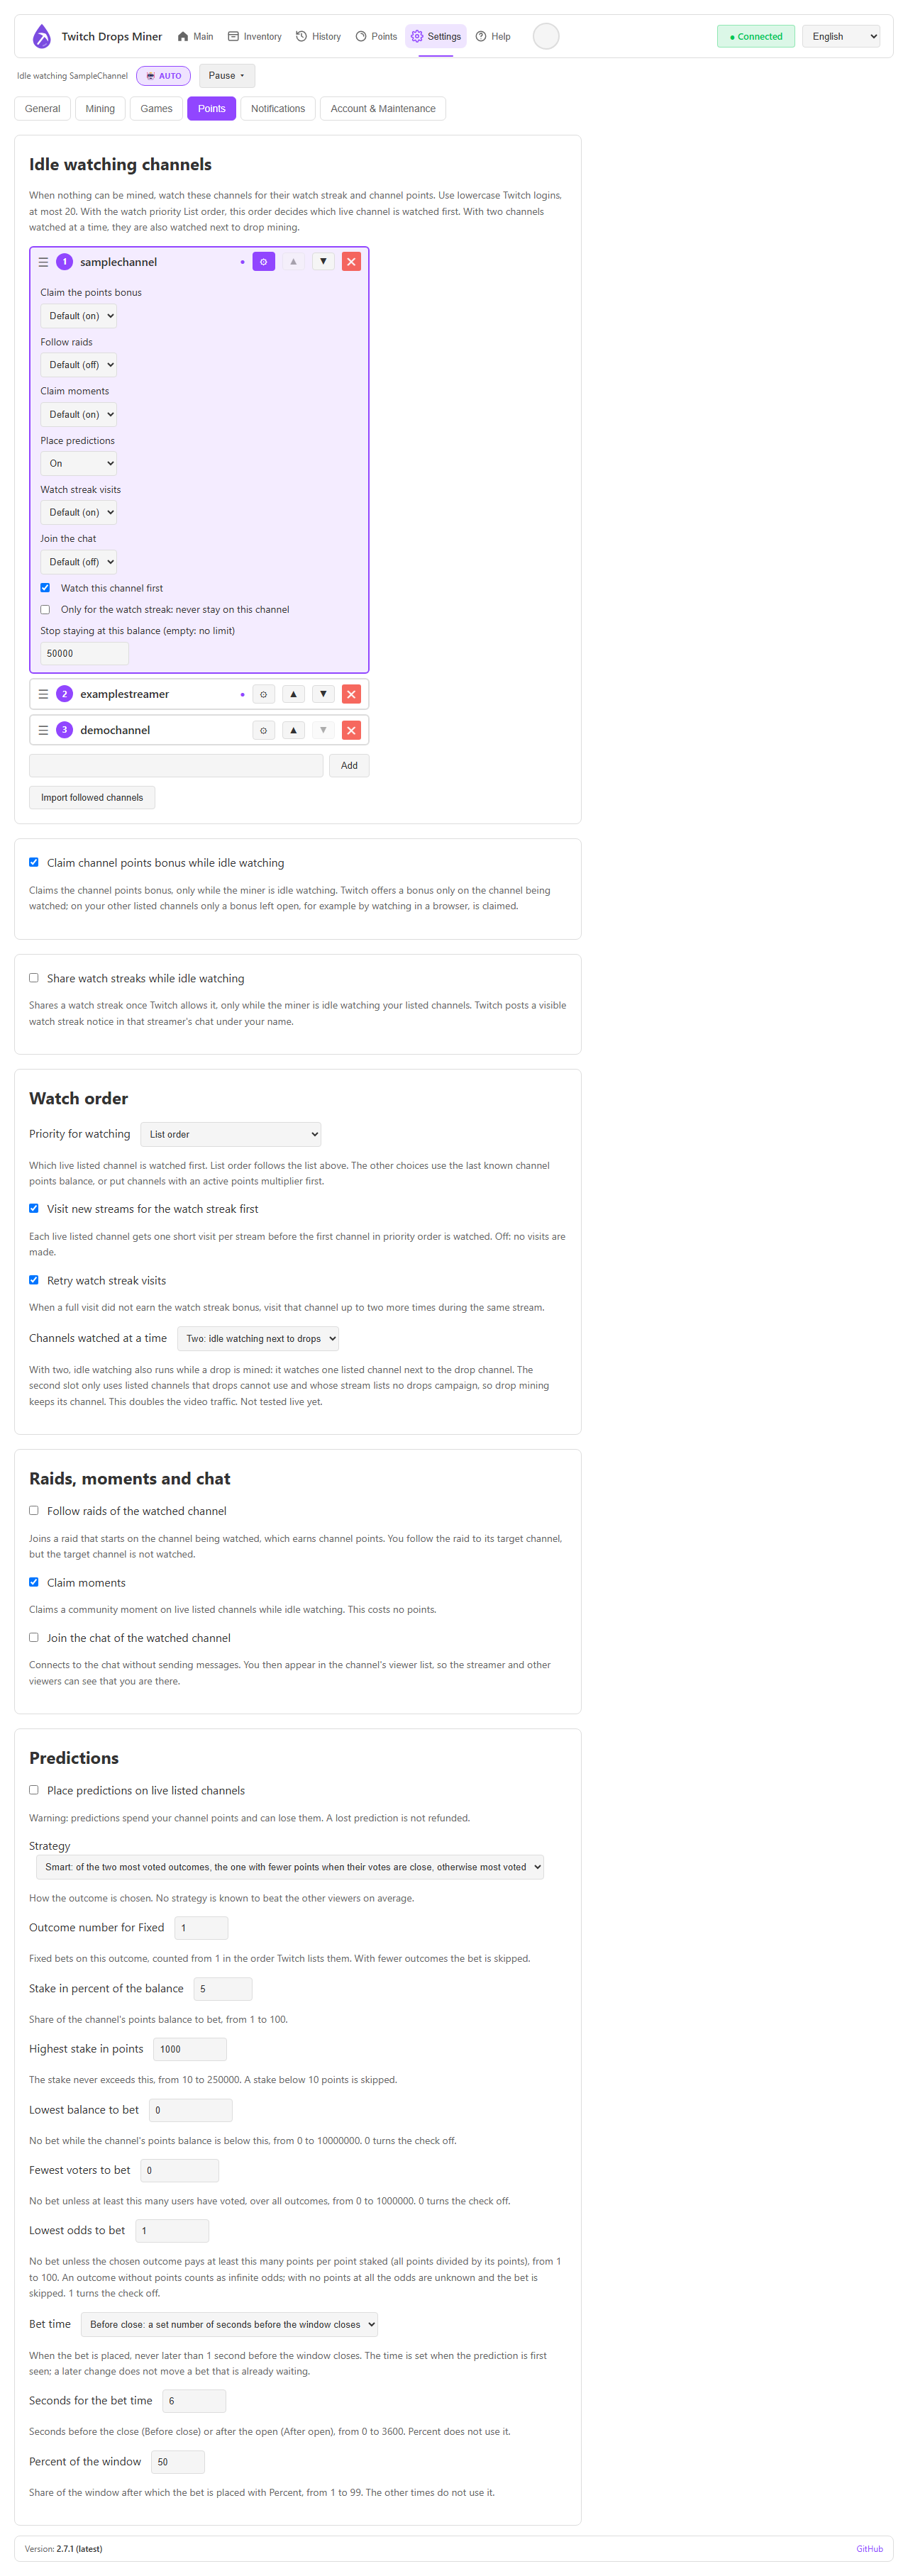 Twitch Drops Miner Main Inventory History Points Settings Help ● Connected English
Idle watching SampleChannel AUTO Pause
General Mining Games Points Notifications Account & Maintenance
Idle watching channels
When nothing can be mined, watch these channels for their watch streak and channel points. Use lowercase Twitch logins,
at most 20. With the watch priority List order, this order decides which live channel is watched first. With two channels
watched at a time, they are also watched next to drop mining.
1 samplechannel
Claim the points bonus
Default (on)
Follow raids
Default (off)
Claim moments
Default (on)
Place predictions
On
Watch streak visits
Default (on)
Join the chat
Default (off)
Watch this channel first
Only for the watch streak: never stay on this channel
Stop staying at this balance (empty: no limit)
50000
2 examplestreamer
3 demochannel
Add
Import followed channels
Claim channel points bonus while idle watching
Claims the channel points bonus, only while the miner is idle watching. Twitch offers a bonus only on the channel being
watched; on your other listed channels only a bonus left open, for example by watching in a browser, is claimed.
Share watch streaks while idle watching
Shares a watch streak once Twitch allows it, only while the miner is idle watching your listed channels. Twitch posts a visible
watch streak notice in that streamer's chat under your name.
Watch order
Priority for watching List order
Which live listed channel is watched first. List order follows the list above. The other choices use the last known channel
points balance, or put channels with an active points multiplier first.
Visit new streams for the watch streak first
Each live listed channel gets one short visit per stream before the first channel in priority order is watched. Off: no visits are
made.
Retry watch streak visits
When a full visit did not earn the watch streak bonus, visit that channel up to two more times during the same stream.
Channels watched at a time Two: idle watching next to drops
With two, idle watching also runs while a drop is mined: it watches one listed channel next to the drop channel. The
second slot only uses listed channels that drops cannot use and whose stream lists no drops campaign, so drop mining
keeps its channel. This doubles the video traffic. Not tested live yet.
Raids, moments and chat
Follow raids of the watched channel
Joins a raid that starts on the channel being watched, which earns channel points. You follow the raid to its target channel,
but the target channel is not watched.
Claim moments
Claims a community moment on live listed channels while idle watching. This costs no points.
Join the chat of the watched channel
Connects to the chat without sending messages. You then appear in the channel's viewer list, so the streamer and other
viewers can see that you are there.
Predictions
Place predictions on live listed channels
Warning: predictions spend your channel points and can lose them. A lost prediction is not refunded.
Strategy
Smart: of the two most voted outcomes, the one with fewer points when their votes are close, otherwise most voted
How the outcome is chosen. No strategy is known to beat the other viewers on average.
Outcome number for Fixed 1
Fixed bets on this outcome, counted from 1 in the order Twitch lists them. With fewer outcomes the bet is skipped.
Stake in percent of the balance 5
Share of the channel's points balance to bet, from 1 to 100.
Highest stake in points 1000
The stake never exceeds this, from 10 to 250000. A stake below 10 points is skipped.
Lowest balance to bet 0
No bet while the channel's points balance is below this, from 0 to 10000000. 0 turns the check off.
Fewest voters to bet 0
No bet unless at least this many users have voted, over all outcomes, from 0 to 1000000. 0 turns the check off.
Lowest odds to bet 1
No bet unless the chosen outcome pays at least this many points per point staked (all points divided by its points), from 1
to 100. An outcome without points counts as infinite odds; with no points at all the odds are unknown and the bet is
skipped. 1 turns the check off.
Bet time Before close: a set number of seconds before the window closes
When the bet is placed, never later than 1 second before the window closes. The time is set when the prediction is first
seen; a later change does not move a bet that is already waiting.
Seconds for the bet time 6
Seconds before the close (Before close) or after the open (After open), from 0 to 3600. Percent does not use it.
Percent of the window 50
Share of the window after which the bet is placed with Percent, from 1 to 99. The other times do not use it.
Version: 2.7.1 (latest) GitHub